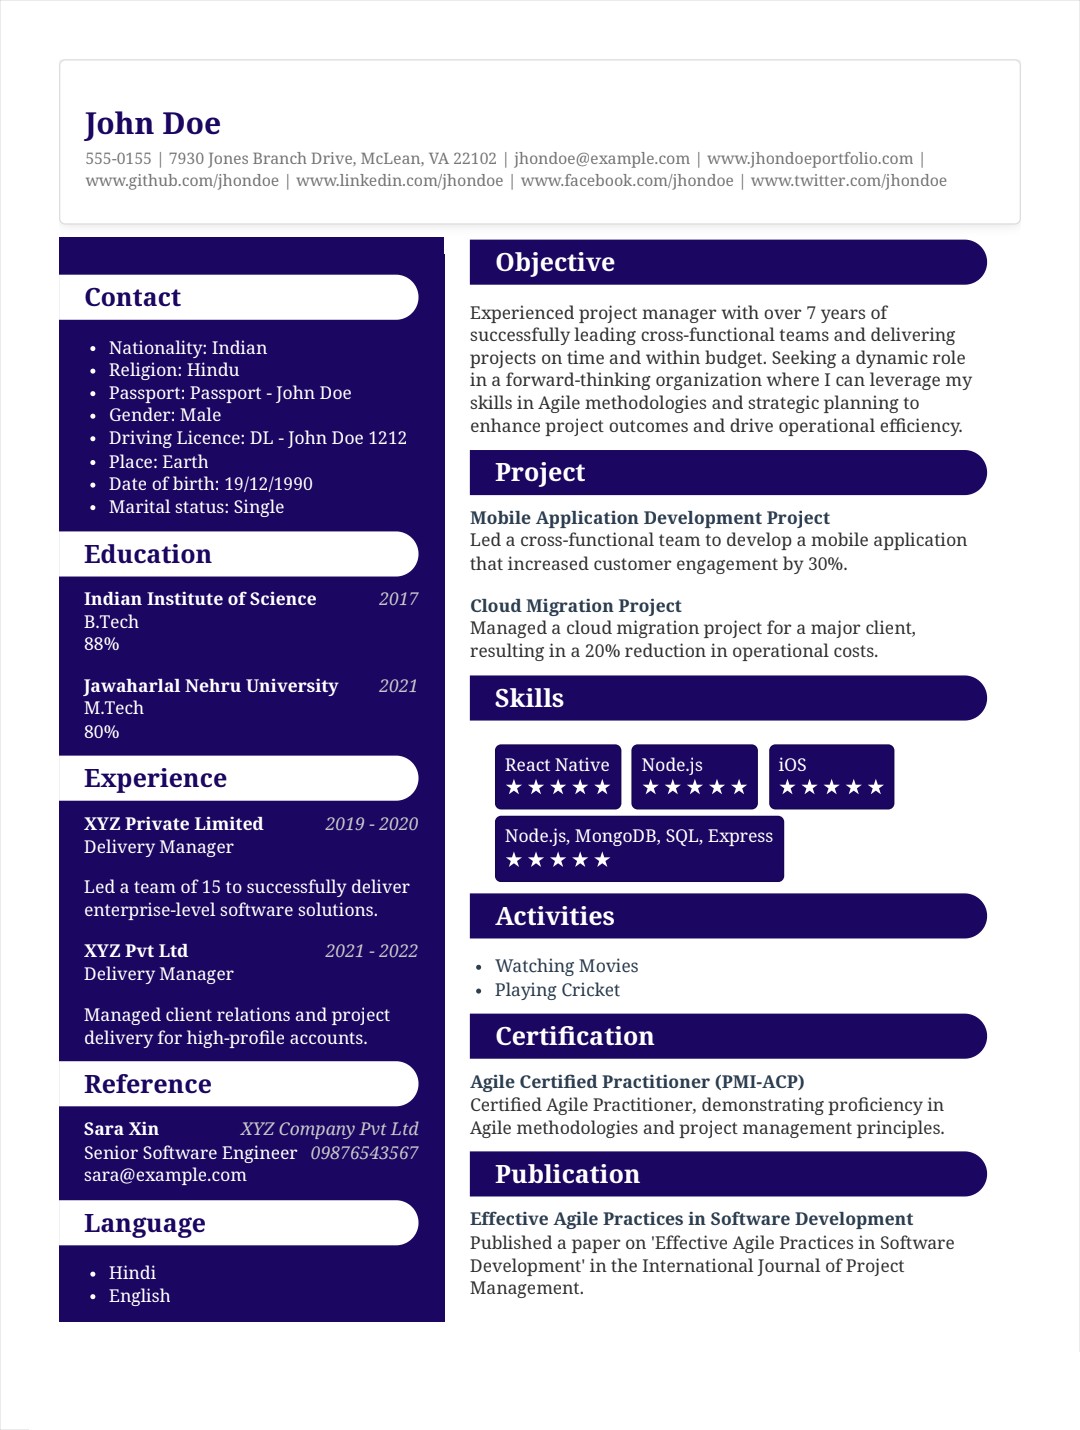 John Doe
555-0155 | 7930 Jones Branch Drive, McLean, VA 22102 | jhondoe@example.com | www.jhondoeportfolio.com |
www.github.com/jhondoe | www.linkedin.com/jhondoe | www.facebook.com/jhondoe | www.twitter.com/jhondoe
Contact
• Nationality: Indian
• Religion: Hindu
• Passport: Passport - John Doe
• Gender: Male
• Driving Licence: DL - John Doe 1212
• Place: Earth
• Date of birth: 19/12/1990
• Marital status: Single
Education
Indian Institute of Science 2017
B.Tech
88%
Jawaharlal Nehru University 2021
M.Tech
80%
Experience
XYZ Private Limited 2019 - 2020
Delivery Manager
Led a team of 15 to successfully deliver
enterprise-level software solutions.
XYZ Pvt Ltd 2021 - 2022
Delivery Manager
Managed client relations and project
delivery for high-profile accounts.
Reference
Sara Xin XYZ Company Pvt Ltd
Senior Software Engineer 09876543567
sara@example.com
Language
• Hindi
• English
Objective
Experienced project manager with over 7 years of
successfully leading cross-functional teams and delivering
projects on time and within budget. Seeking a dynamic role
in a forward-thinking organization where I can leverage my
skills in Agile methodologies and strategic planning to
enhance project outcomes and drive operational efficiency.
Project
Mobile Application Development Project
Led a cross-functional team to develop a mobile application
that increased customer engagement by 30%.
Cloud Migration Project
Managed a cloud migration project for a major client,
resulting in a 20% reduction in operational costs.
Skills
React Native
★★★★★
Node.js
★★★★★
iOS
★★★★★
Node.js, MongoDB, SQL, Express
★★★★★
Activities
• Watching Movies
• Playing Cricket
Certification
Agile Certified Practitioner (PMI-ACP)
Certified Agile Practitioner, demonstrating proficiency in
Agile methodologies and project management principles.
Publication
Effective Agile Practices in Software Development
Published a paper on 'Effective Agile Practices in Software
Development' in the International Journal of Project
Management.